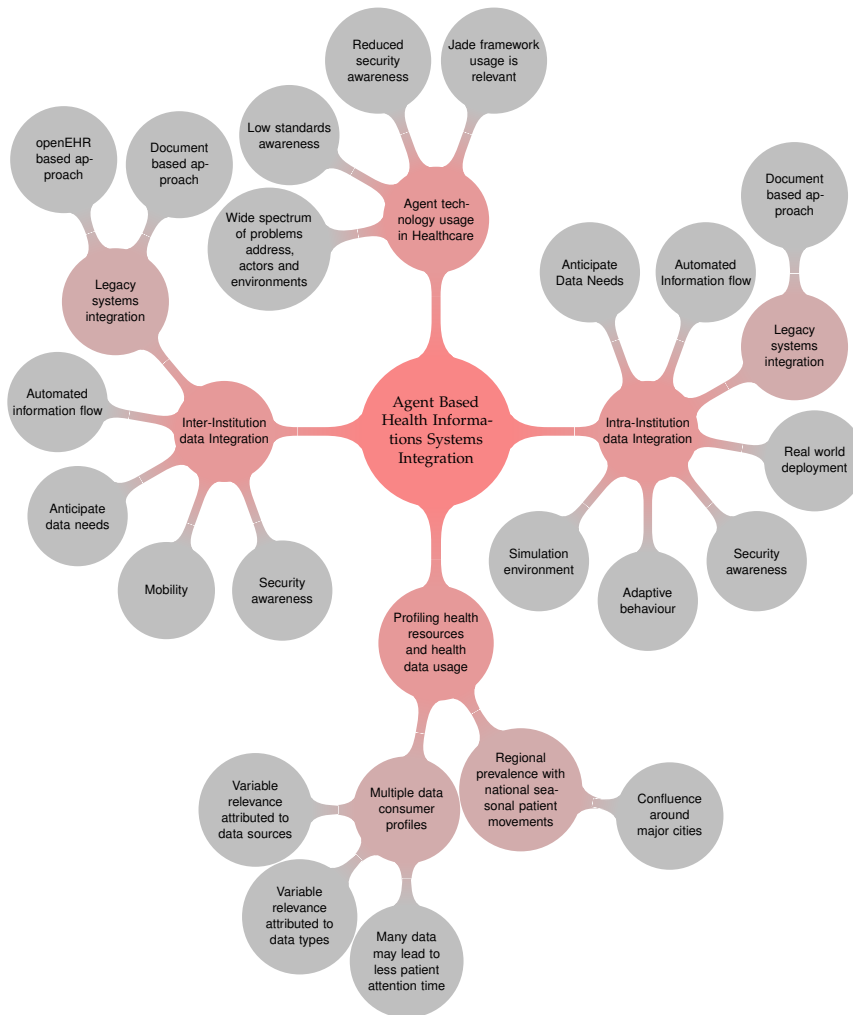 Reduced
security
awareness
Jade framework
usage is
relevant
Low standards
awareness
Wide spectrum
of problems
address,
actors and
environments
Agent tech-
nology usage
in Healthcare
openEHR
based ap-
proach
Document
based ap-
proach
Legacy
systems
integration
Automated
information flow
Inter-Institution
data Integration
Anticipate
data needs
Mobility
Security
awareness
Agent Based
Health Informa-
tions Systems
Integration
Document
based ap-
proach
Anticipate
Data Needs
Automated
Information flow
Legacy
systems
integration
Intra-Institution
data Integration
Real world
deployment
Simulation
environment
Adaptive
behaviour
Security
awareness
Profiling health
resources
and health
data usage
Multiple data
consumer
profiles
Regional
prevalence with
national sea-
sonal patient
movements
Variable
relevance
attributed to
data sources
Variable
relevance
attributed to
data types
Many data
may lead to
less patient
attention time
Confluence
around
major cities